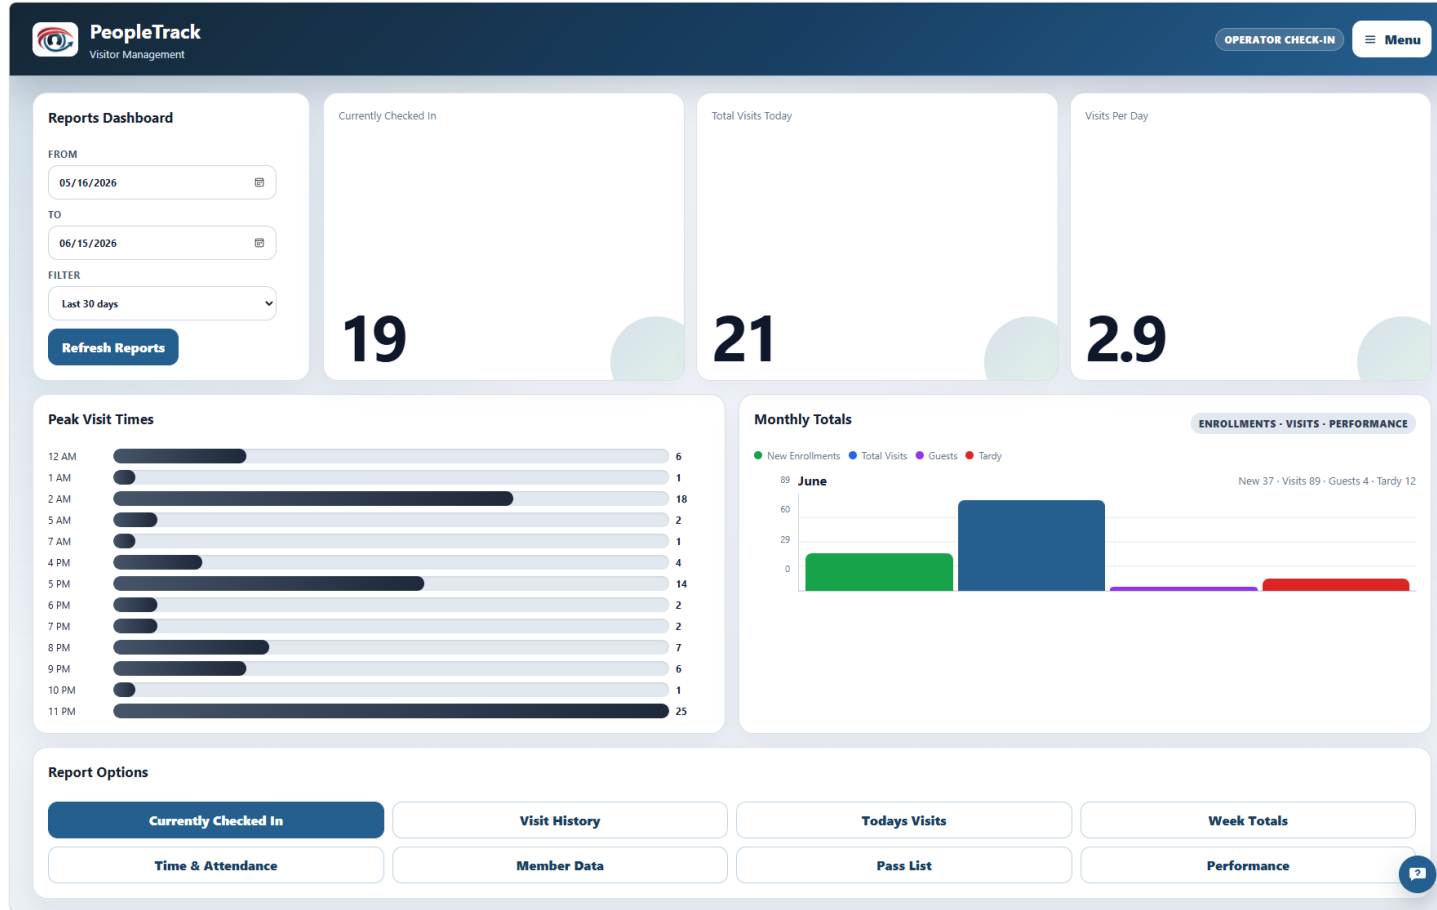 PeopleTrack
Visitor Management
OPERATOR CHECK-IN
Menu
Reports Dashboard
FROM
05/16/2026
TO
06/15/2026
FILTER
Last 30 days
Refresh Reports
Currently Checked In
19
Total Visits Today
21
Visits Per Day
2.9
Peak Visit Times
12 AM 6
1 AM 1
2 AM 18
5 AM 2
7 AM 1
4 PM 4
5 PM 14
6 PM 2
7 PM 2
8 PM 7
9 PM 6
10 PM 1
11 PM 25
Monthly Totals
ENROLLMENTS · VISITS · PERFORMANCE
New Enrollments Total Visits Guests Tardy
June
New 37 · Visits 89 · Guests 4 · Tardy 12
89
60
29
0
Report Options
Currently Checked In
Visit History
Todays Visits
Week Totals
Time & Attendance
Member Data
Pass List
Performance
?